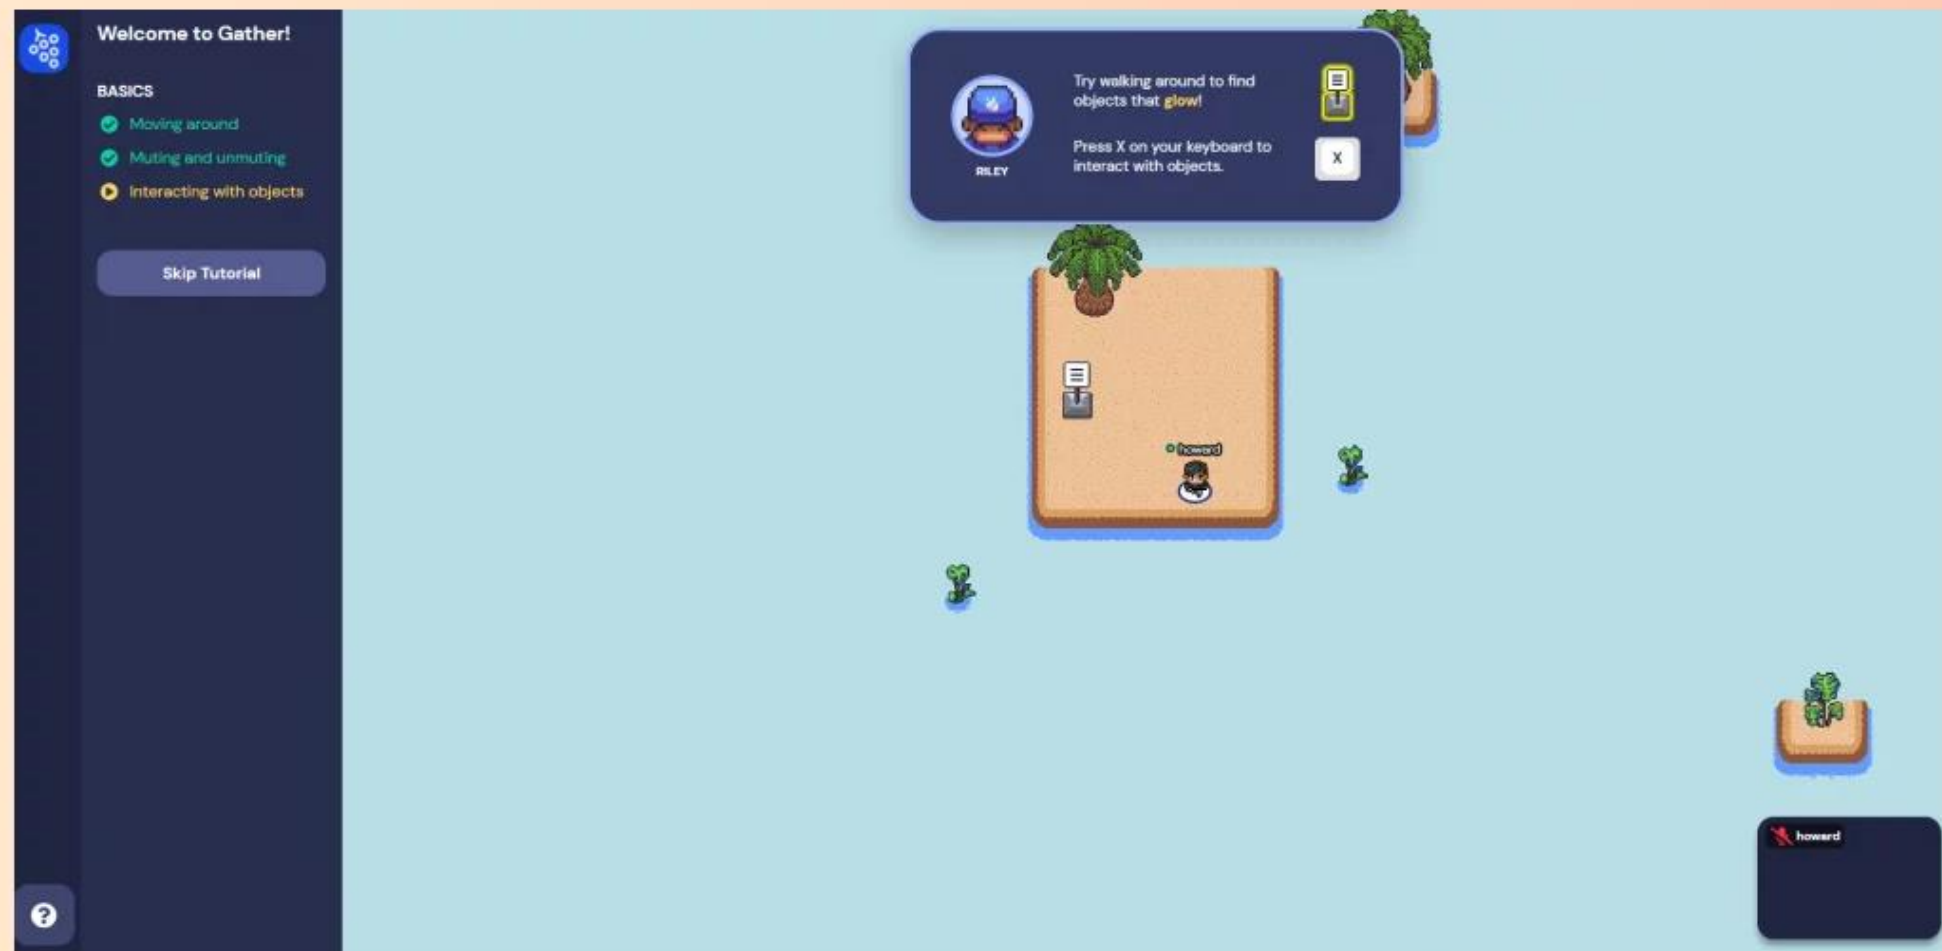 Welcome to Gather!
BASICS
Moving around
Muting and unmuting
Interacting with objects
Skip Tutorial
Try walking around to find
objects that glow!
Press X on your keyboard to
interact with objects.
X
RILEY
howard
howard
?